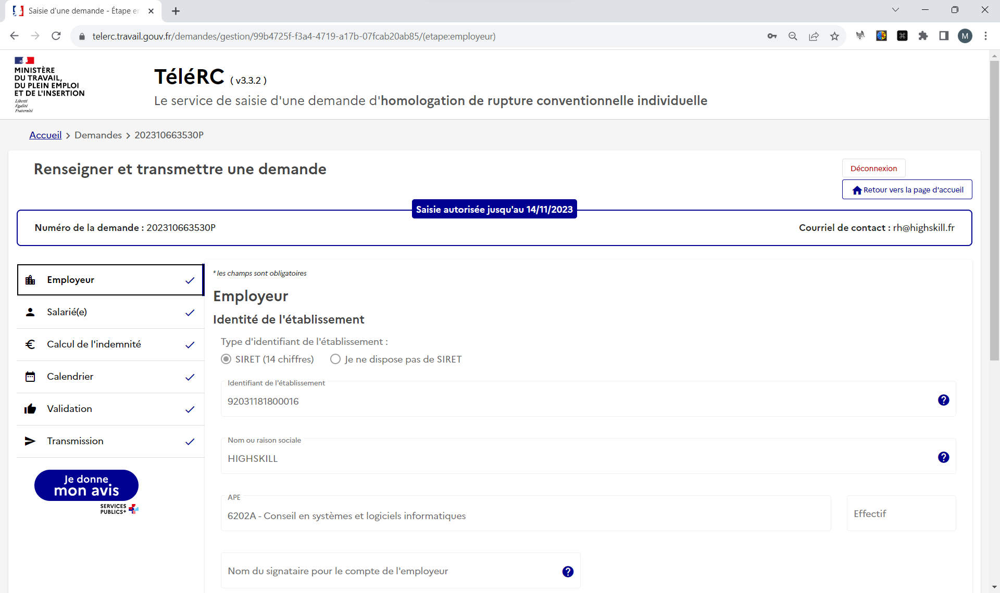 Saisie d'une demande - Étape en
telerc.travail.gouv.fr/demandes/gestion/99b4725f-f3a4-4719-a17b-07fcab20ab85/(etape:employeur)
M
MINISTÈRE
DU TRAVAIL,
DU PLEIN EMPLOI
ET DE L'INSERTION
Liberté
Égalité
Fraternité
TéléRC ( v3.3.2 )
Le service de saisie d'une demande d'homologation de rupture conventionnelle individuelle
Accueil > Demandes > 202310663530P
Renseigner et transmettre une demande
Déconnexion
Retour vers la page d'accueil
Saisie autorisée jusqu'au 14/11/2023
Numéro de la demande : 202310663530P
Courriel de contact : rh@highskill.fr
Employeur
Salarié(e)
Calcul de l'indemnité
Calendrier
Validation
Transmission
Je donne
mon avis
SERVICES
PUBLICS+
* les champs sont obligatoires
Employeur
Identité de l'établissement
Type d'identifiant de l'établissement :
SIRET (14 chiffres) Je ne dispose pas de SIRET
Identifiant de l'établissement
92031181800016
Nom ou raison sociale
HIGHSKILL
APE
6202A - Conseil en systèmes et logiciels informatiques
Effectif
Nom du signataire pour le compte de l'employeur